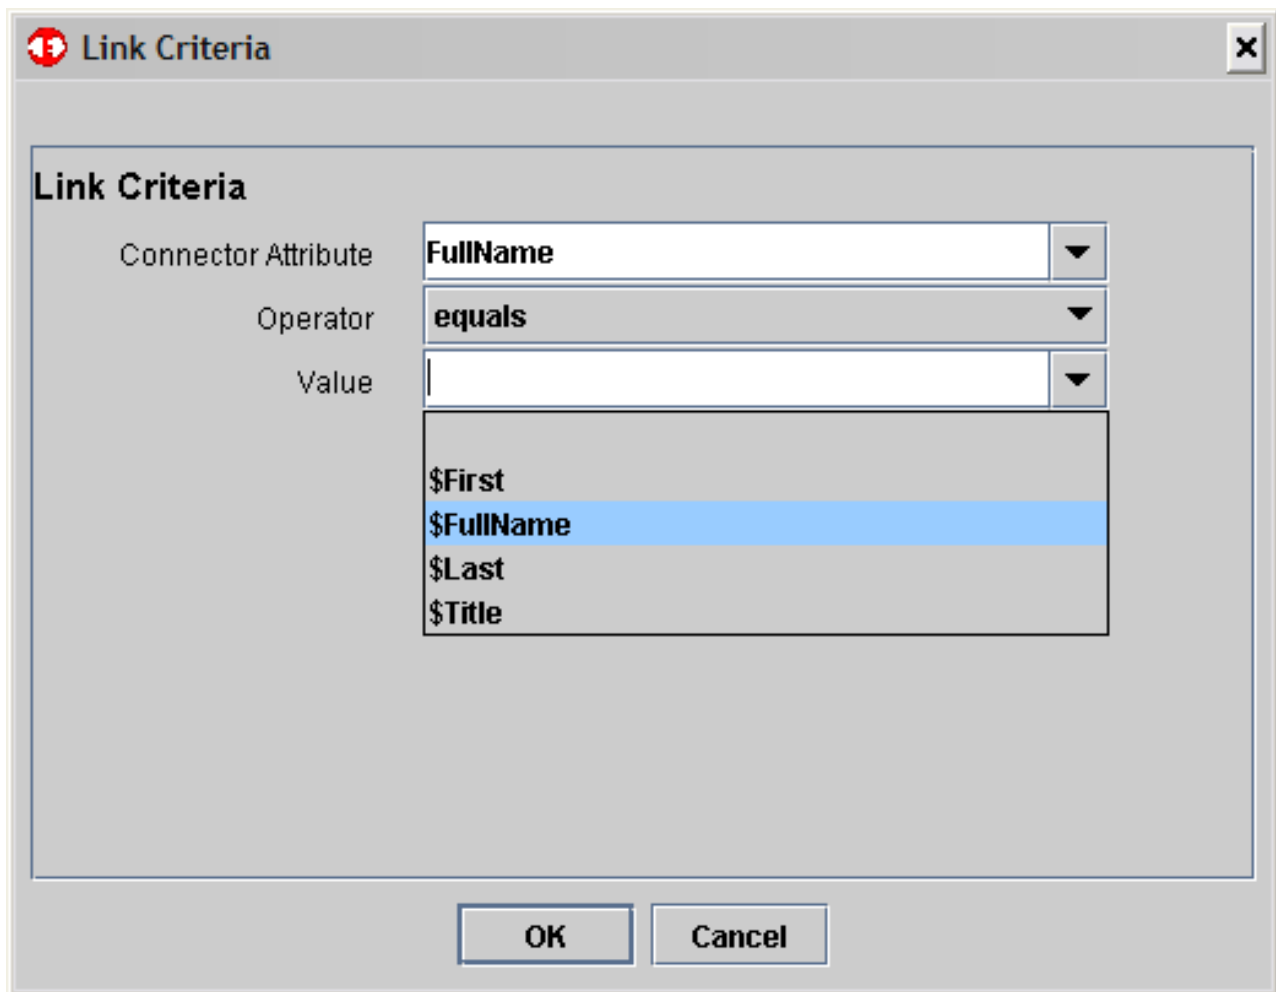 Link Criteria
Link Criteria
Connector Attribute FullName
Operator equals
Value
$First
$FullName
$Last
$Title
OK Cancel